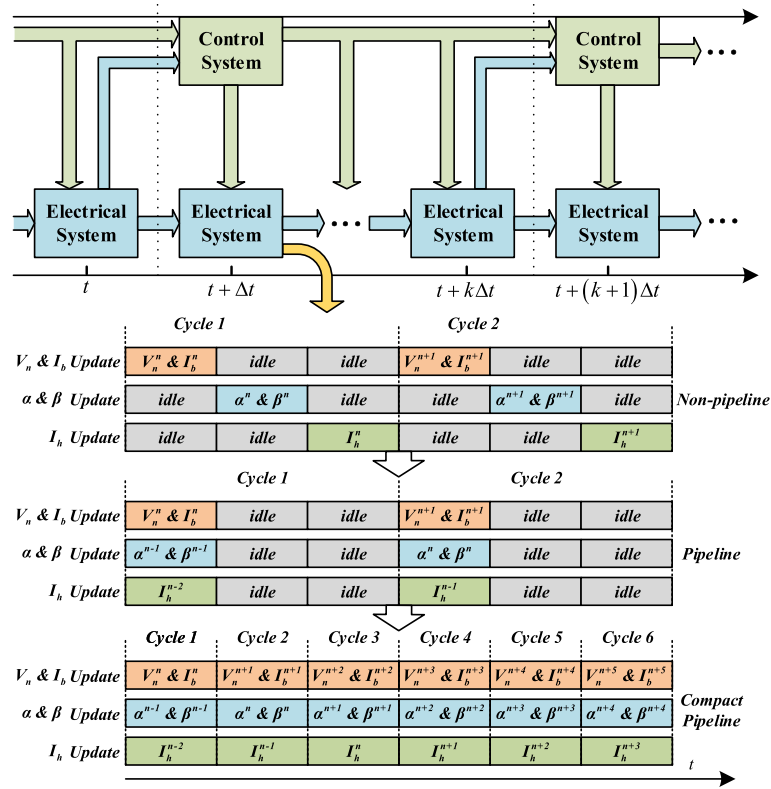 Control System Control System
Electrical System Electrical System ••• Electrical System Electrical System •••
t t + Δt t + kΔt t + (k + 1)Δt
Cycle 1 Cycle 2
V_n & I_b Update V_n^n & I_b^n idle idle V_n^{n+1} & I_b^{n+1} idle idle
α & β Update idle α^n & β^n idle idle α^{n+1} & β^{n+1} idle Non-pipeline
I_h Update idle idle I_h^n idle idle I_h^{n+1}
Cycle 1 Cycle 2
V_n & I_b Update V_n^n & I_b^n idle idle V_n^{n+1} & I_b^{n+1} idle idle
α & β Update α^{n-1} & β^{n-1} idle idle α^n & β^n idle idle Pipeline
I_h Update I_h^{n-2} idle idle I_h^{n-1} idle idle
Cycle 1 Cycle 2 Cycle 3 Cycle 4 Cycle 5 Cycle 6
V_n & I_b Update V_n^n & I_b^n V_n^{n+1} & I_b^{n+1} V_n^{n+2} & I_b^{n+2} V_n^{n+3} & I_b^{n+3} V_n^{n+4} & I_b^{n+4} V_n^{n+5} & I_b^{n+5}
α & β Update α^{n-1} & β^{n-1} α^n & β^n α^{n+1} & β^{n+1} α^{n+2} & β^{n+2} α^{n+3} & β^{n+3} α^{n+4} & β^{n+4} Compact Pipeline
I_h Update I_h^{n-2} I_h^{n-1} I_h^n I_h^{n+1} I_h^{n+2} I_h^{n+3}
t